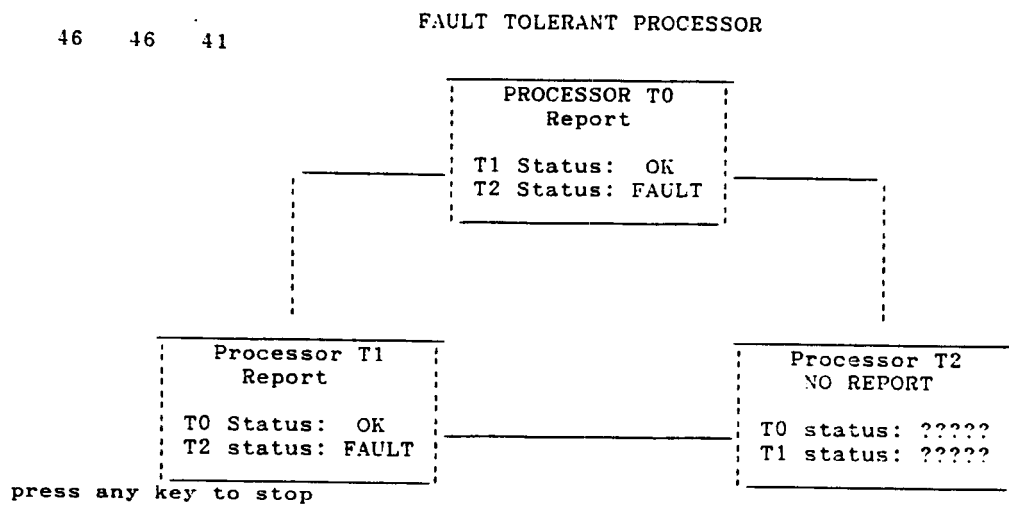 FAULT TOLERANT PROCESSOR
46 46 41
PROCESSOR T0
Report
T1 Status: OK
T2 Status: FAULT
Processor T1
Report
T0 Status: OK
T2 status: FAULT
Processor T2
NO REPORT
T0 status: ?????
T1 status: ?????
press any key to stop